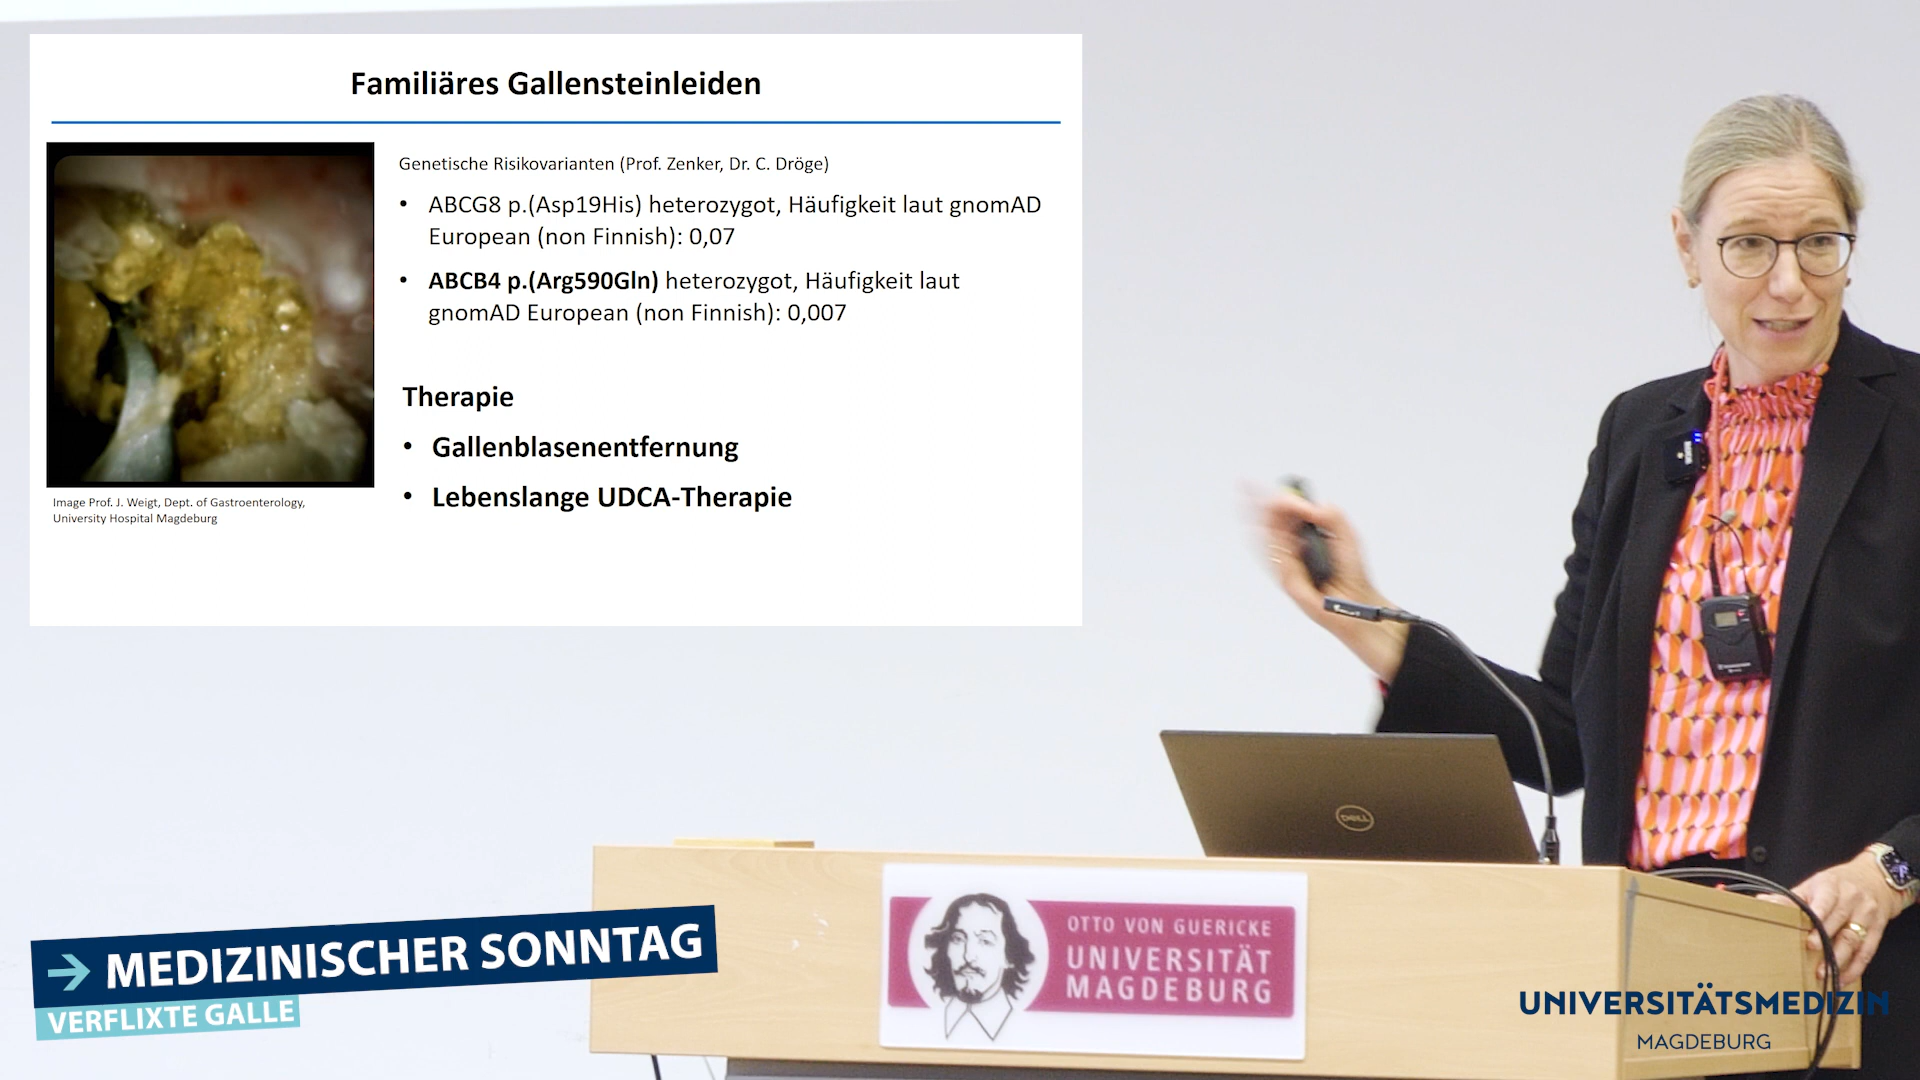 Familiäres Gallensteinleiden
Genetische Risikovarianten (Prof. Zenker, Dr. C. Dröge)
• ABCG8 p.(Asp19His) heterozygot, Häufigkeit laut gnomAD
European (non Finnish): 0,07
• ABCB4 p.(Arg590Gln) heterozygot, Häufigkeit laut
gnomAD European (non Finnish): 0,007
Therapie
• Gallenblasenentfernung
• Lebenslange UDCA-Therapie
Image Prof. J. Weigt, Dept. of Gastroenterology,
University Hospital Magdeburg
DELL
OTTO VON GUERICKE
UNIVERSITÄT
MAGDEBURG
→ MEDIZINISCHER SONNTAG
VERFLIXTE GALLE
UNIVERSITÄTSMEDIZIN
MAGDEBURG